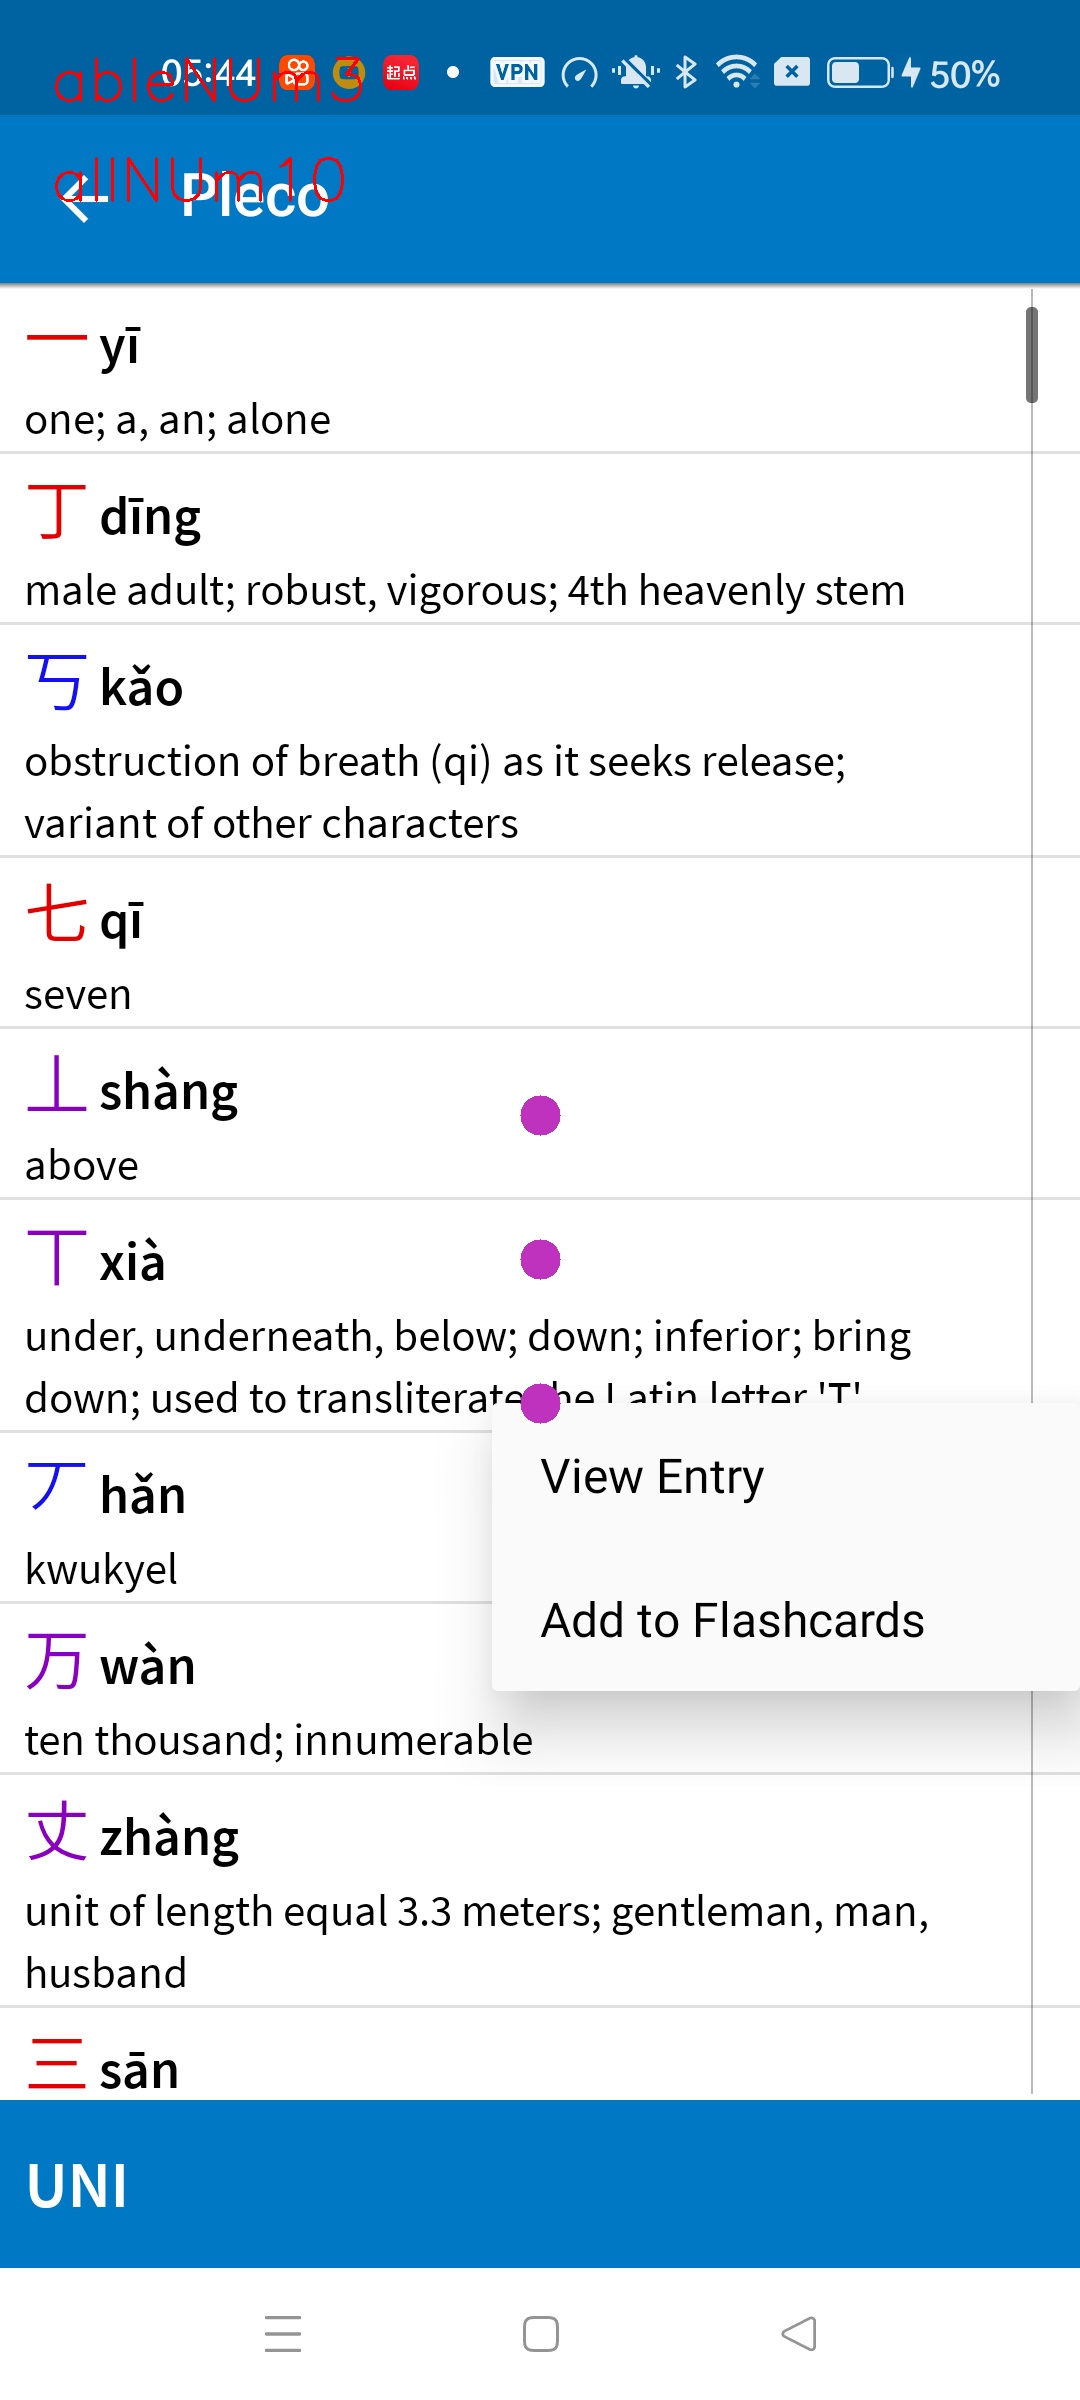 05:44 起点 VPN 50%
ableNUm3
allNUm10
Pleco
一 yī
one; a, an; alone
丁 dīng
male adult; robust, vigorous; 4th heavenly stem
丂 kǎo
obstruction of breath (qi) as it seeks release;
variant of other characters
七 qī
seven
丄 shàng
above
丅 xià
under, underneath, below; down; inferior; bring
down; used to transliterate the Latin letter 'T'
丆 hǎn
kwukyel
View Entry
Add to Flashcards
万 wàn
ten thousand; innumerable
丈 zhàng
unit of length equal 3.3 meters; gentleman, man,
husband
三 sān
UNI